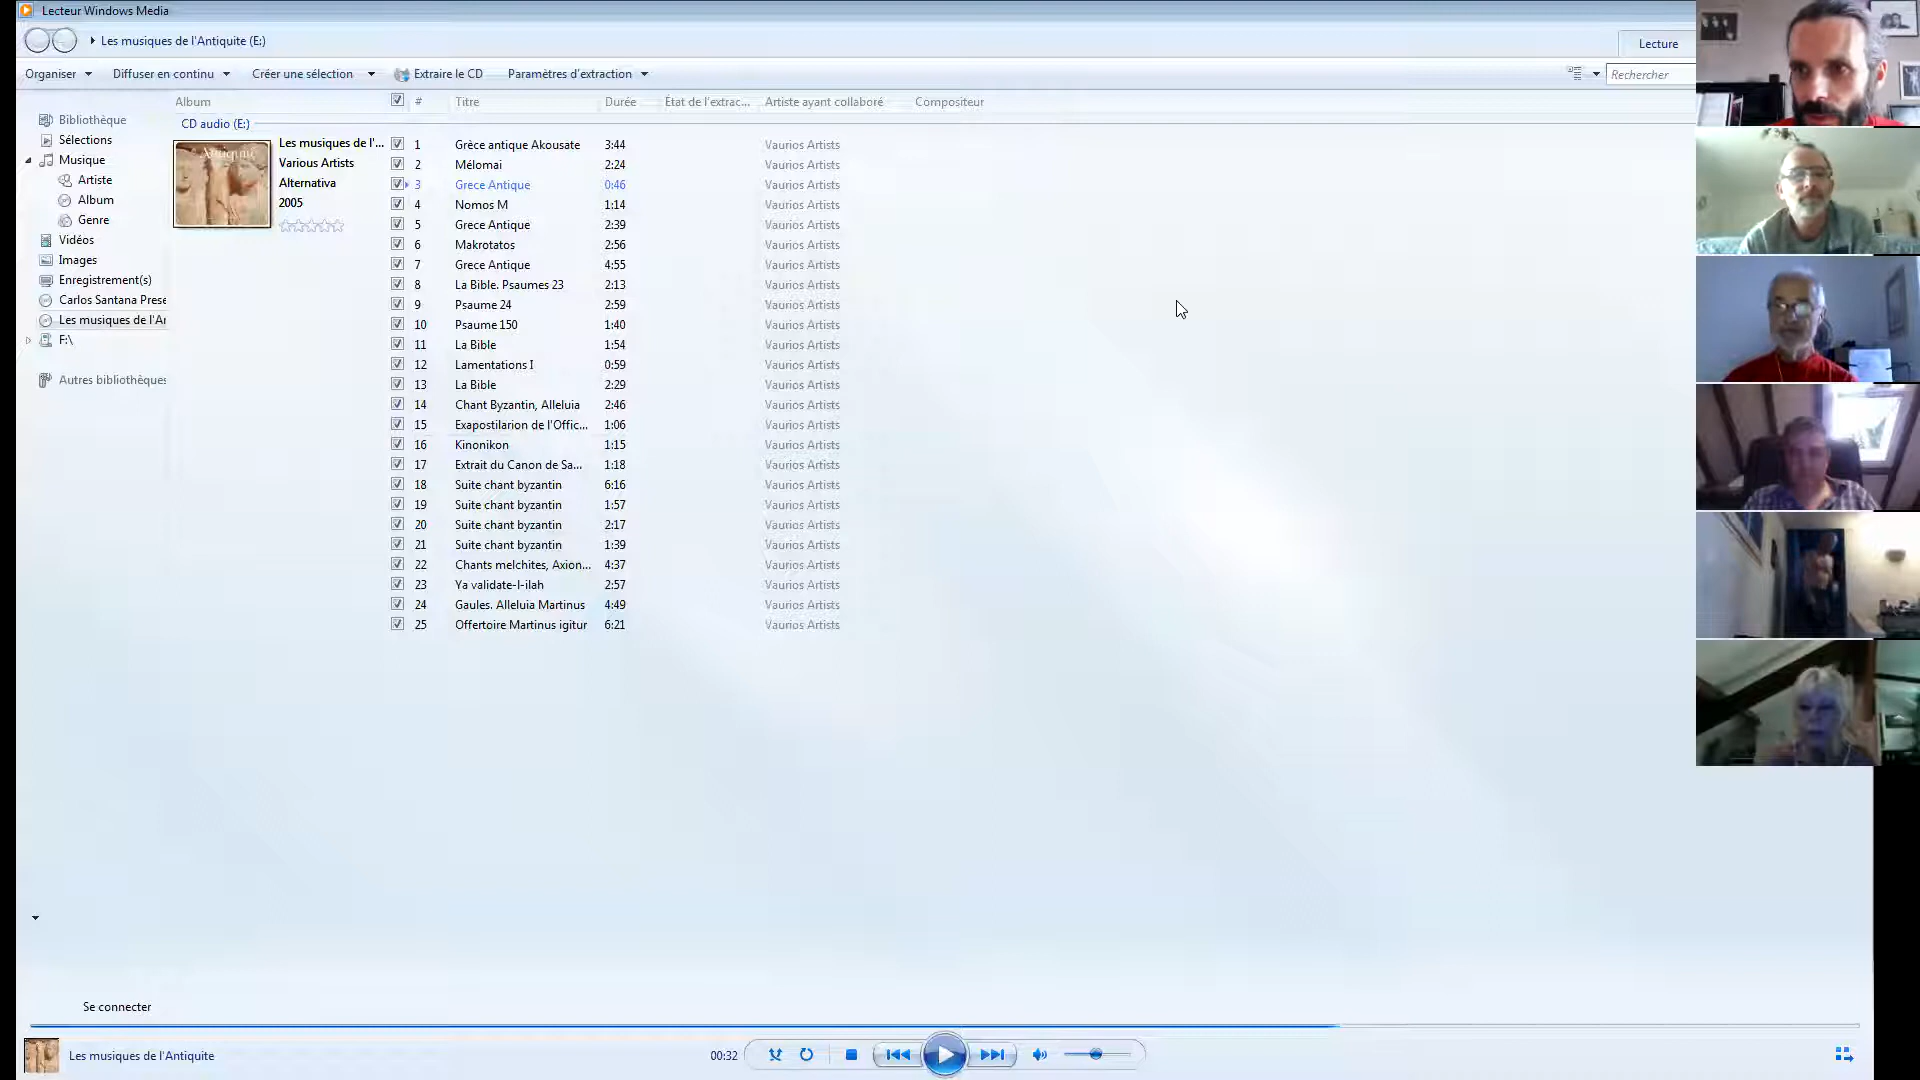 Lecteur Windows Media
Les musiques de l'Antiquite (E:)
Lecture
Organiser Diffuser en continu Créer une sélection Extraire le CD Paramètres d'extraction Rechercher
Album # Titre Durée État de l'extrac... Artiste ayant collaboré Compositeur
CD audio (E:)
Bibliothèque
Sélections
Musique
Artiste
Album
Genre
Vidéos
Images
Enregistrement(s)
Carlos Santana Prese
Les musiques de l'Ar
F:\
Autres bibliothèques
Antiquité
Les musiques de l'...
Various Artists
Alternativa
2005
1 Grèce antique Akousate 3:44 Vaurios Artists
2 Mélomai 2:24 Vaurios Artists
3 Grece Antique 0:46 Vaurios Artists
4 Nomos M 1:14 Vaurios Artists
5 Grece Antique 2:39 Vaurios Artists
6 Makrotatos 2:56 Vaurios Artists
7 Grece Antique 4:55 Vaurios Artists
8 La Bible. Psaumes 23 2:13 Vaurios Artists
9 Psaume 24 2:59 Vaurios Artists
10 Psaume 150 1:40 Vaurios Artists
11 La Bible 1:54 Vaurios Artists
12 Lamentations I 0:59 Vaurios Artists
13 La Bible 2:29 Vaurios Artists
14 Chant Byzantin, Alleluia 2:46 Vaurios Artists
15 Exapostilarion de l'Offic... 1:06 Vaurios Artists
16 Kinonikon 1:15 Vaurios Artists
17 Extrait du Canon de Sa... 1:18 Vaurios Artists
18 Suite chant byzantin 6:16 Vaurios Artists
19 Suite chant byzantin 1:57 Vaurios Artists
20 Suite chant byzantin 2:17 Vaurios Artists
21 Suite chant byzantin 1:39 Vaurios Artists
22 Chants melchites, Axion... 4:37 Vaurios Artists
23 Ya validate-l-ilah 2:57 Vaurios Artists
24 Gaules. Alleluia Martinus 4:49 Vaurios Artists
25 Offertoire Martinus igitur 6:21 Vaurios Artists
Se connecter
Les musiques de l'Antiquite
00:32